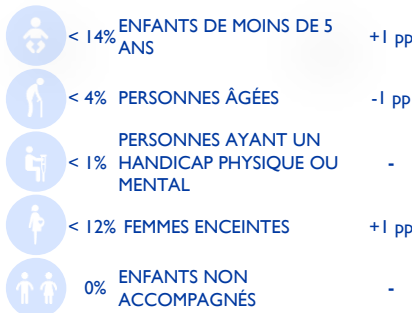 < 14% ENFANTS DE MOINS DE 5 +1 pp
ANS
< 4% PERSONNES ÂGÉES -1 pp
PERSONNES AYANT UN
< 1% HANDICAP PHYSIQUE OU -
MENTAL
< 12% FEMMES ENCEINTES +1 pp
0% ENFANTS NON -
ACCOMPAGNÉS